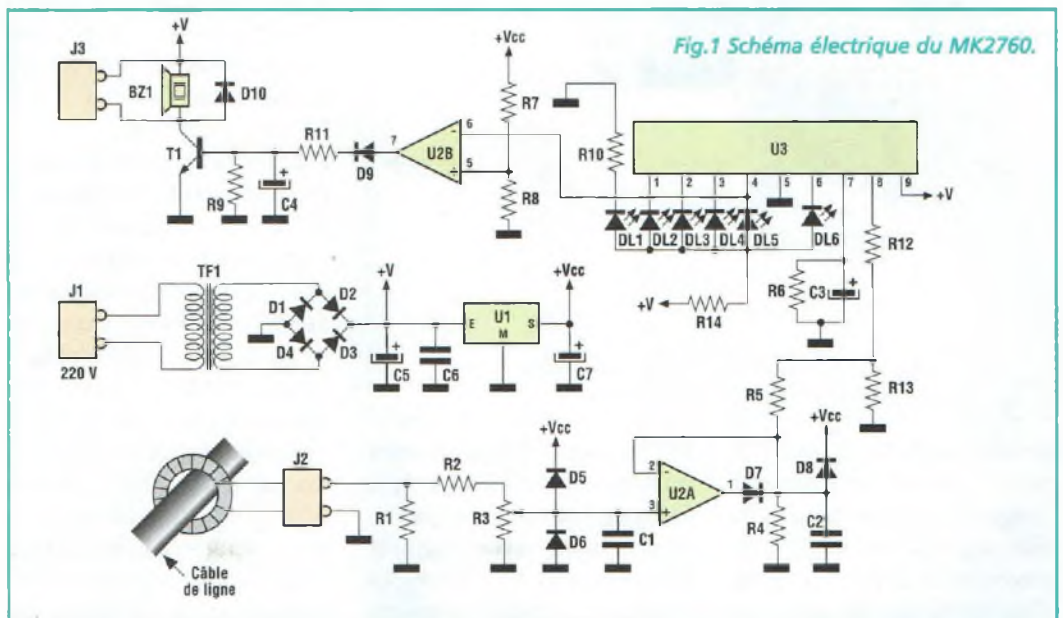 Fig.1 Schéma électrique du MK2760.
J3
+V
BZ1
D10
T1
R9
C4
+
R11
D9
7
U2B
6
-
5
+
+Vcc
R7
R8
R10
U3
1
2
3
4
5
6
7
8
9
+V
DL1
DL2
DL3
DL4
DL5
DL6
R12
R6
C3
+
+V
R14
J1
220 V
TF1
D1
D2
D4
D3
+V
+
C5
C6
E
U1
M
S
+Vcc
+
C7
R5
R13
Câble
de ligne
J2
R1
R2
R3
+Vcc
D5
D6
C1
2
-
3
+
U2A
1
D7
R4
+Vcc
D8
C2